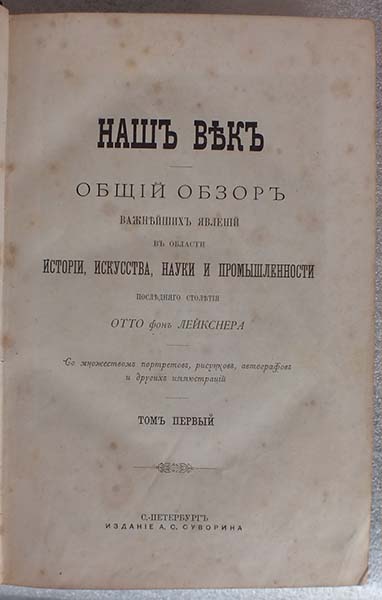 НАШЪ ВѢКЪ
ОБЩІЙ ОБЗОРЪ
ВАЖНѢЙШИХЪ ЯВЛЕНІЙ
ВЪ ОБЛАСТИ
ИСТОРІИ, ИСКУССТВА, НАУКИ И ПРОМЫШЛЕННОСТИ
ПОСЛѢДНЯГО СТОЛѢТІЯ
ОТТО фонъ ЛЕЙКСНЕРА
Со множествомъ портретовъ, рисунковъ, автографовъ
и другихъ иллюстрацій
ТОМЪ ПЕРВЫЙ
С.-ПЕТЕРБУРГЪ
ИЗДАНІЕ А. С. СУВОРИНА